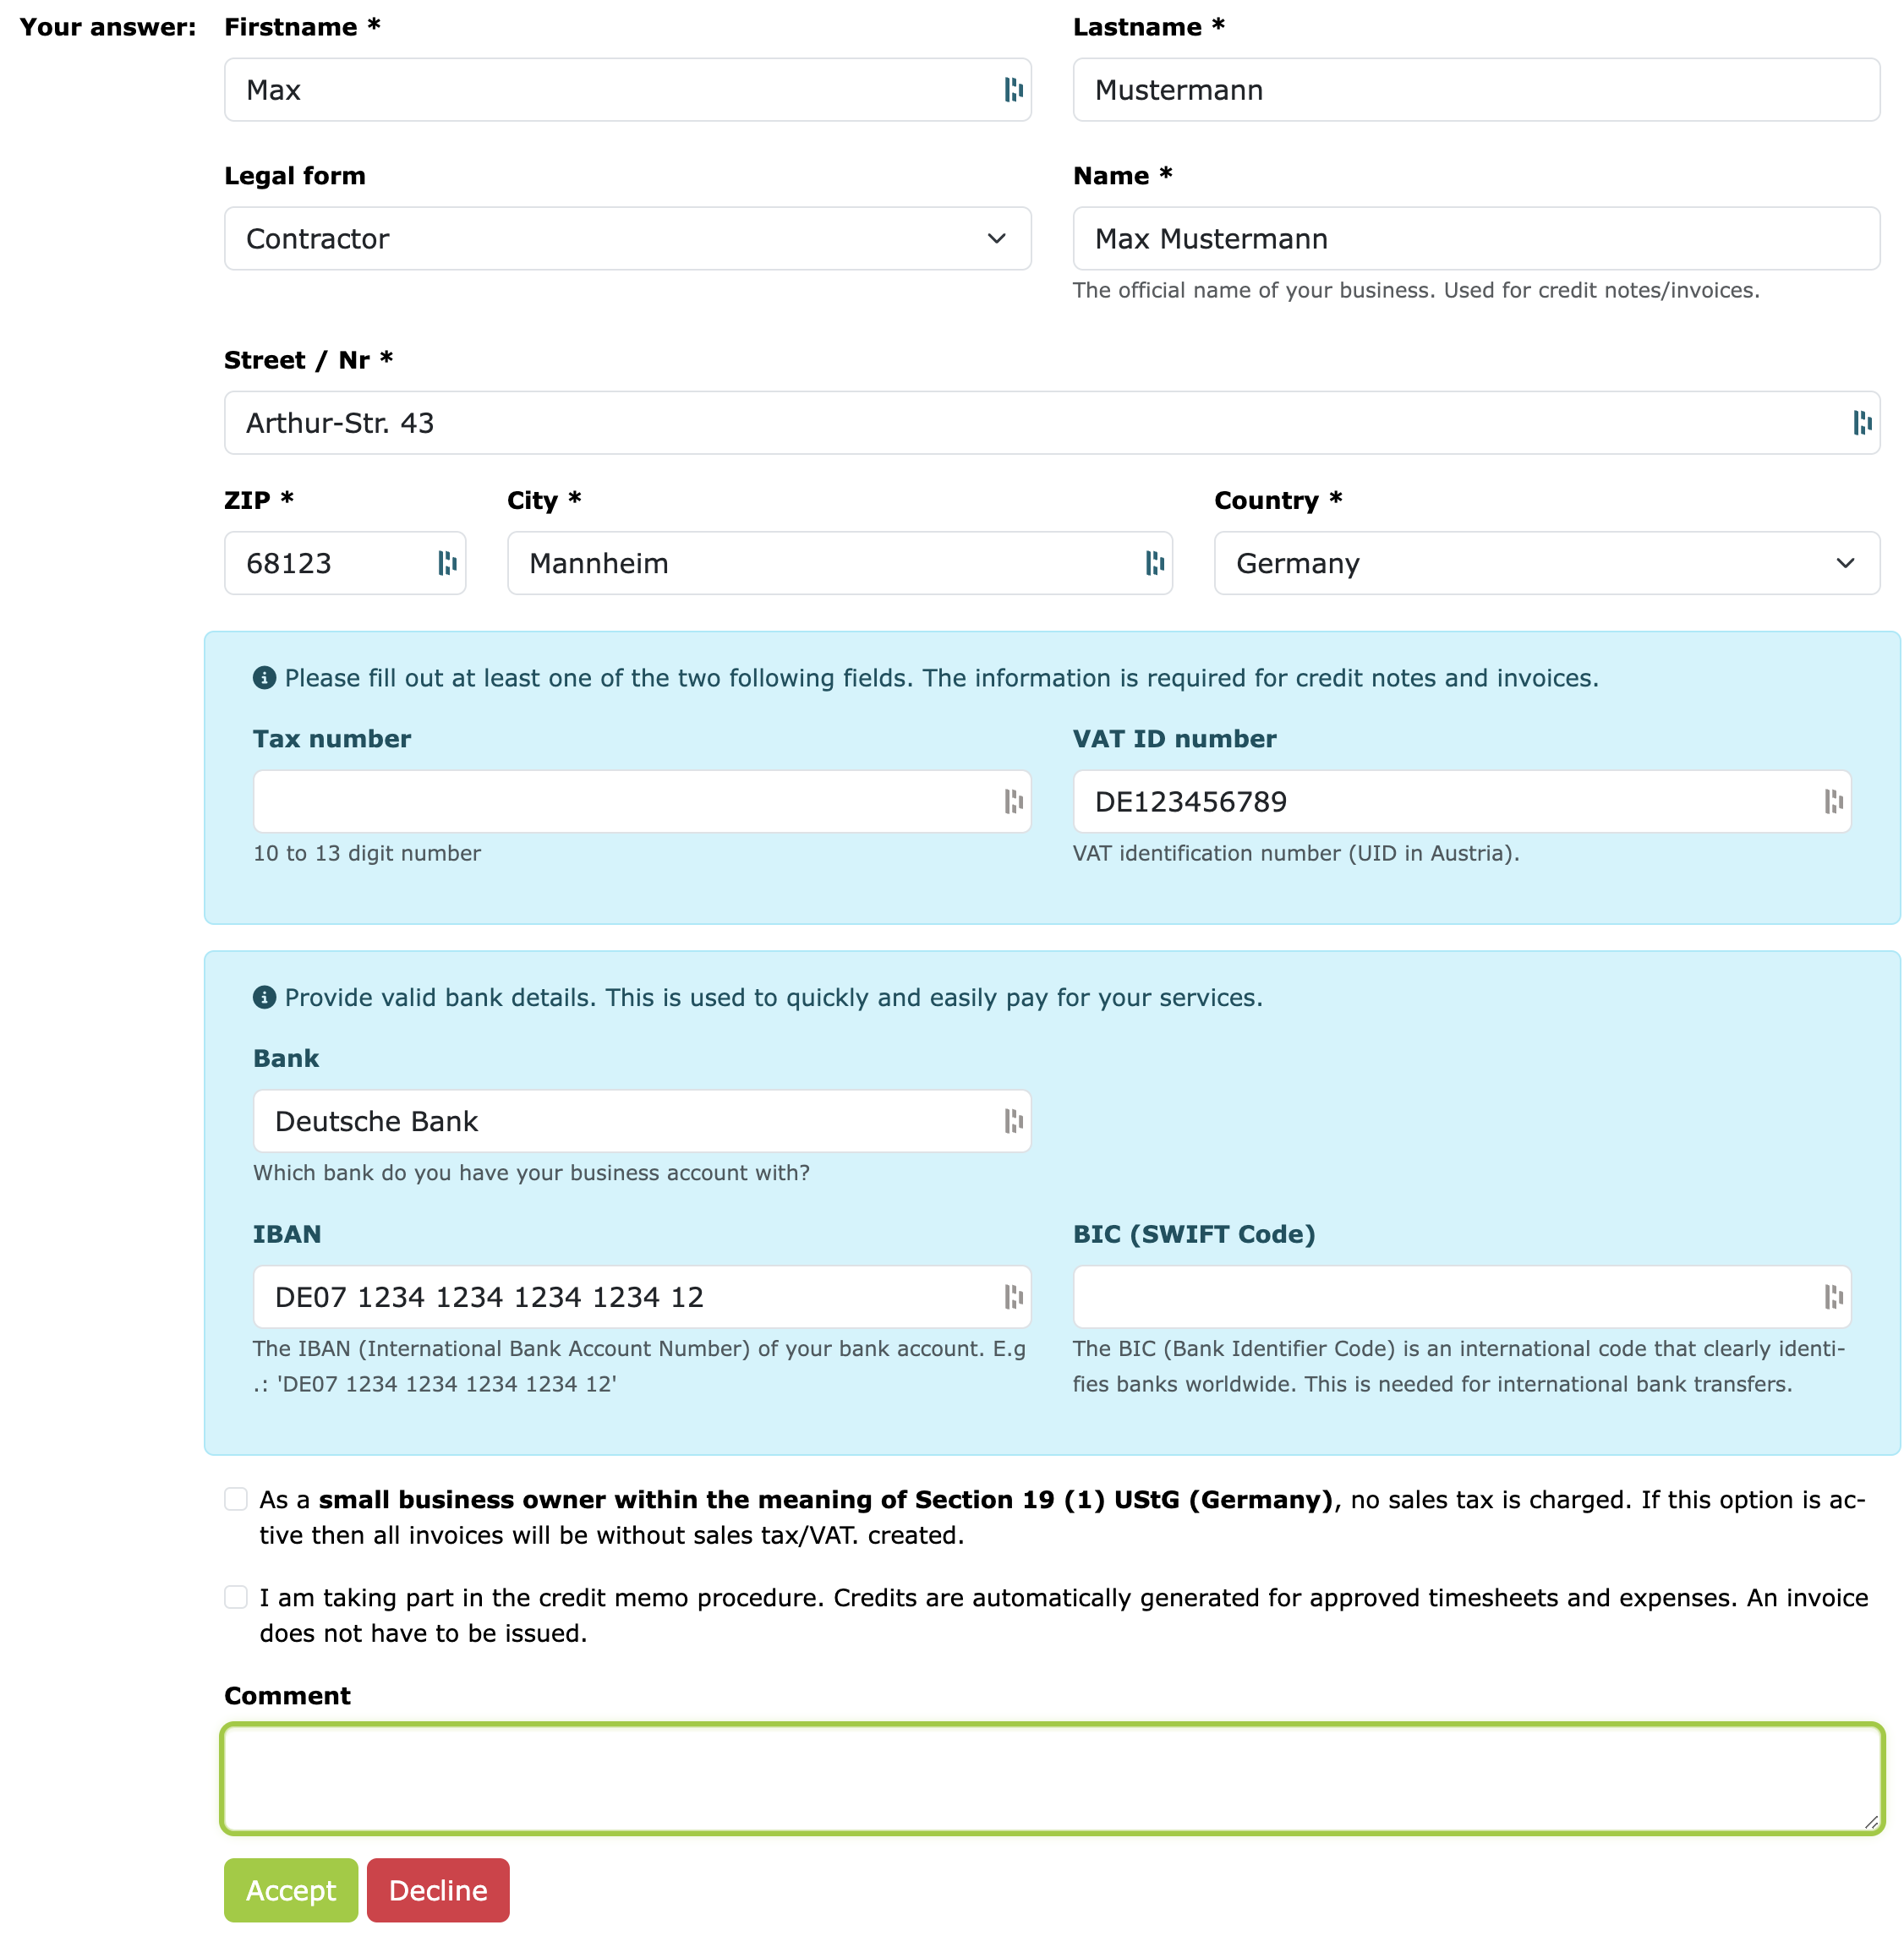 Your answer:
Firstname *
Lastname *
Max
Mustermann
Legal form
Name *
Contractor
Max Mustermann
The official name of your business. Used for credit notes/invoices.
Street / Nr *
Arthur-Str. 43
ZIP *
City *
Country *
68123
Mannheim
Germany
Please fill out at least one of the two following fields. The information is required for credit notes and invoices.
Tax number
VAT ID number
DE123456789
10 to 13 digit number
VAT identification number (UID in Austria).
Provide valid bank details. This is used to quickly and easily pay for your services.
Bank
Deutsche Bank
Which bank do you have your business account with?
IBAN
BIC (SWIFT Code)
DE07 1234 1234 1234 1234 12
The IBAN (International Bank Account Number) of your bank account. E.g
.: 'DE07 1234 1234 1234 1234 12'
The BIC (Bank Identifier Code) is an international code that clearly identi-
fies banks worldwide. This is needed for international bank transfers.
As a small business owner within the meaning of Section 19 (1) UStG (Germany), no sales tax is charged. If this option is ac-
tive then all invoices will be without sales tax/VAT. created.
I am taking part in the credit memo procedure. Credits are automatically generated for approved timesheets and expenses. An invoice
does not have to be issued.
Comment
Accept
Decline